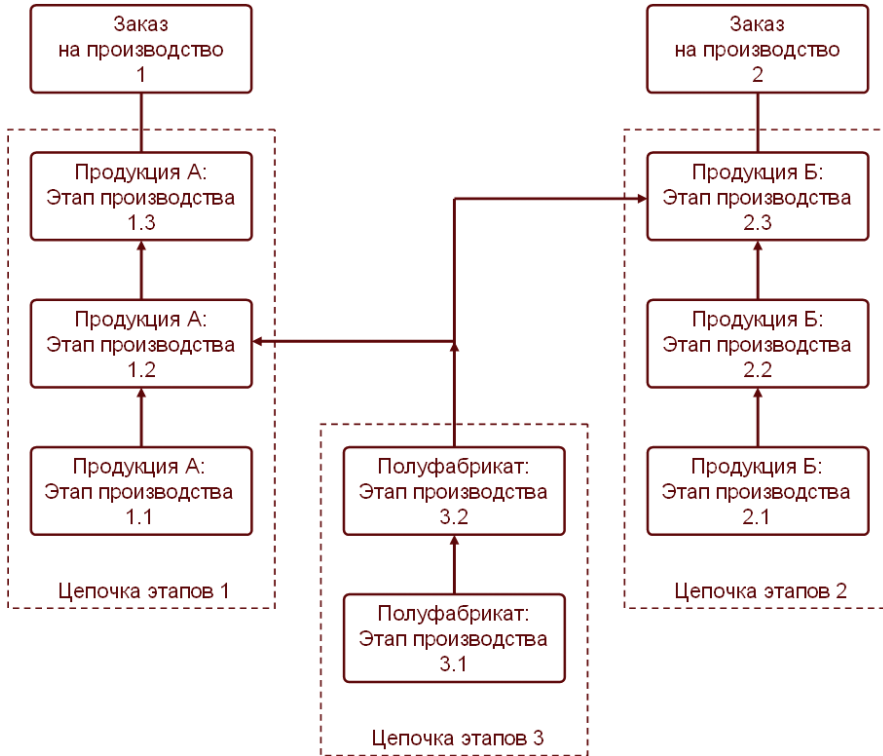 Заказ
на производство
1
Заказ
на производство
2
Продукция А:
Этап производства
1.3
Продукция Б:
Этап производства
2.3
Продукция А:
Этап производства
1.2
Продукция Б:
Этап производства
2.2
Продукция А:
Этап производства
1.1
Полуфабрикат:
Этап производства
3.2
Продукция Б:
Этап производства
2.1
Цепочка этапов 1
Цепочка этапов 2
Полуфабрикат:
Этап производства
3.1
Цепочка этапов 3